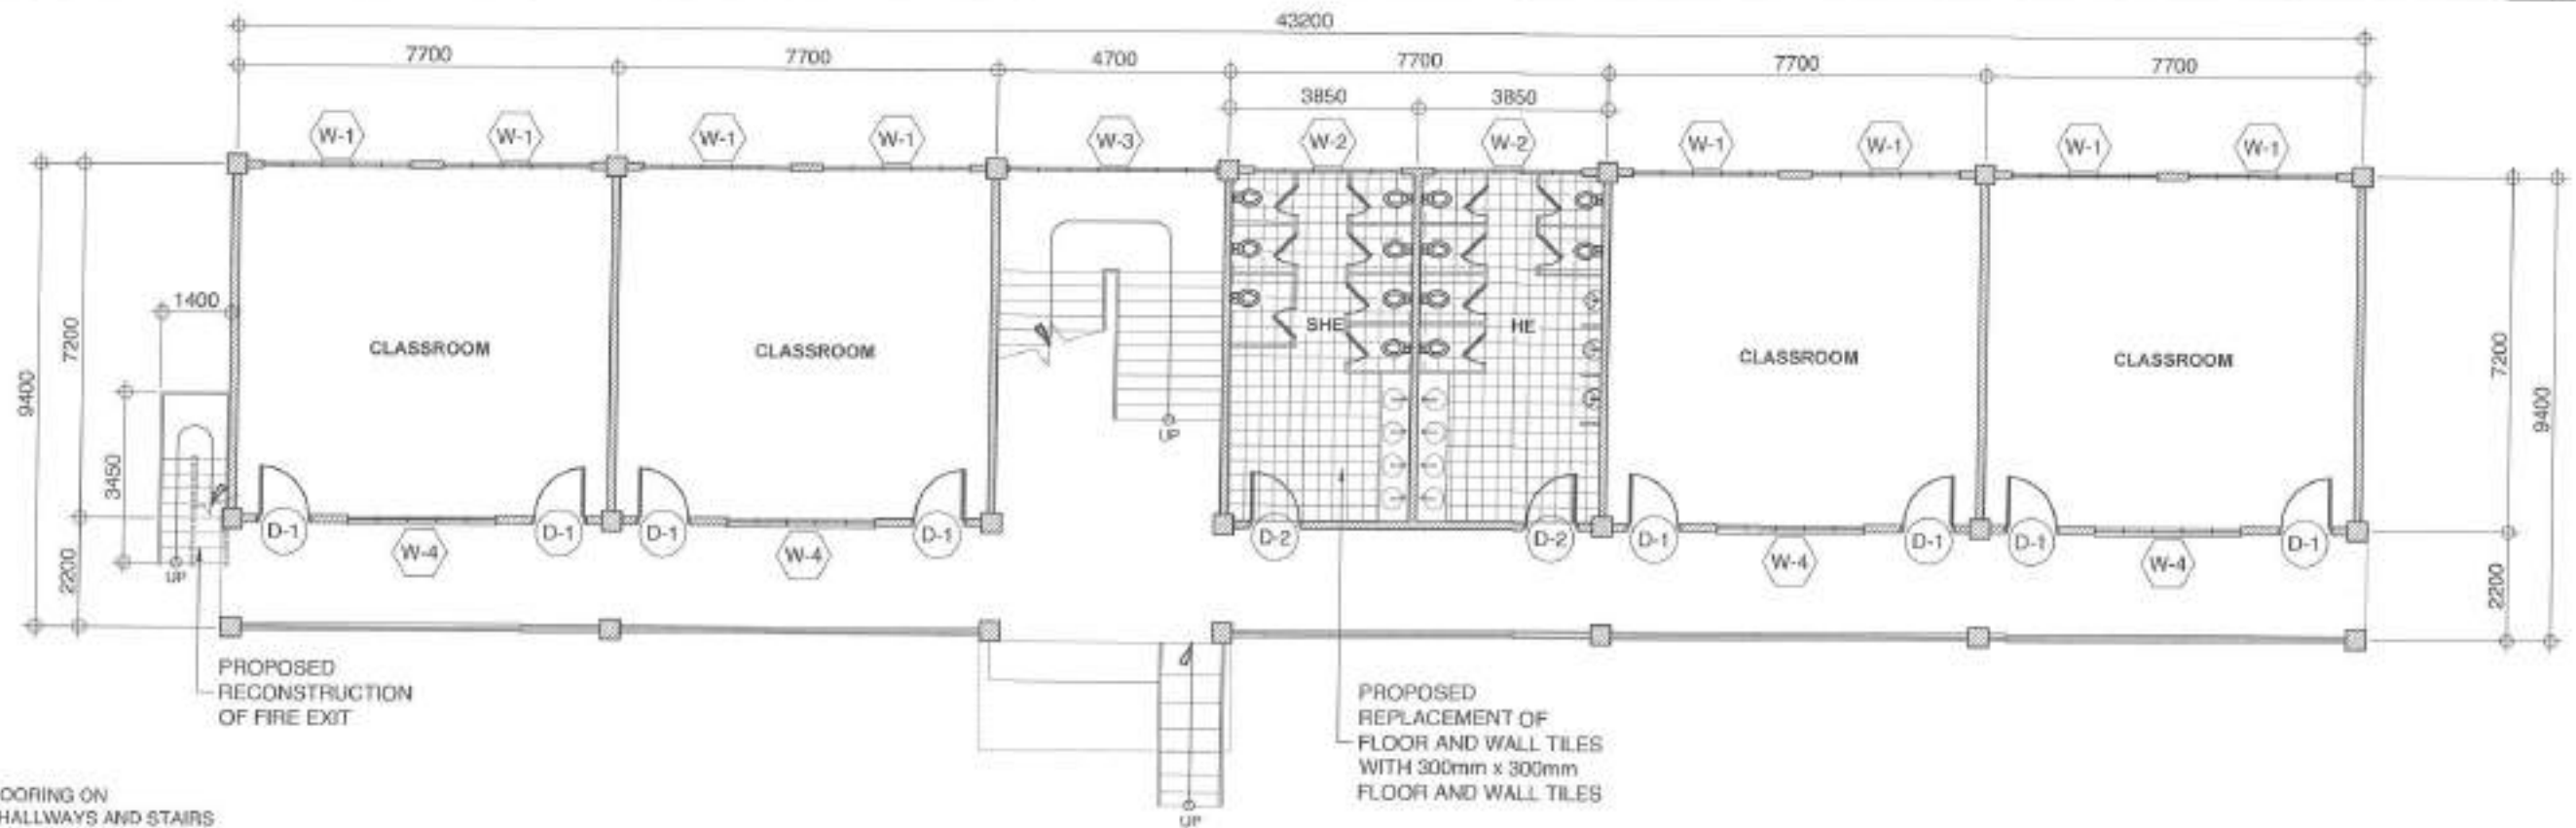 43200
7700
7700
4700
7700
7700
7700
3850
3850
W-1
W-1
W-1
W-1
W-3
W-2
W-2
W-1
W-1
W-1
W-1
1400
7200
9400
3450
2200
CLASSROOM
CLASSROOM
SHE
HE
CLASSROOM
CLASSROOM
7200
9400
2200
UP
D-1
D-1
D-1
D-1
D-2
D-2
D-1
D-1
D-1
D-1
W-4
W-4
W-4
W-4
UP
PROPOSED
RECONSTRUCTION
OF FIRE EXIT
PROPOSED
REPLACEMENT OF
FLOOR AND WALL TILES
WITH 300mm x 300mm
FLOOR AND WALL TILES
OORING ON
HALLWAYS AND STAIRS
UP